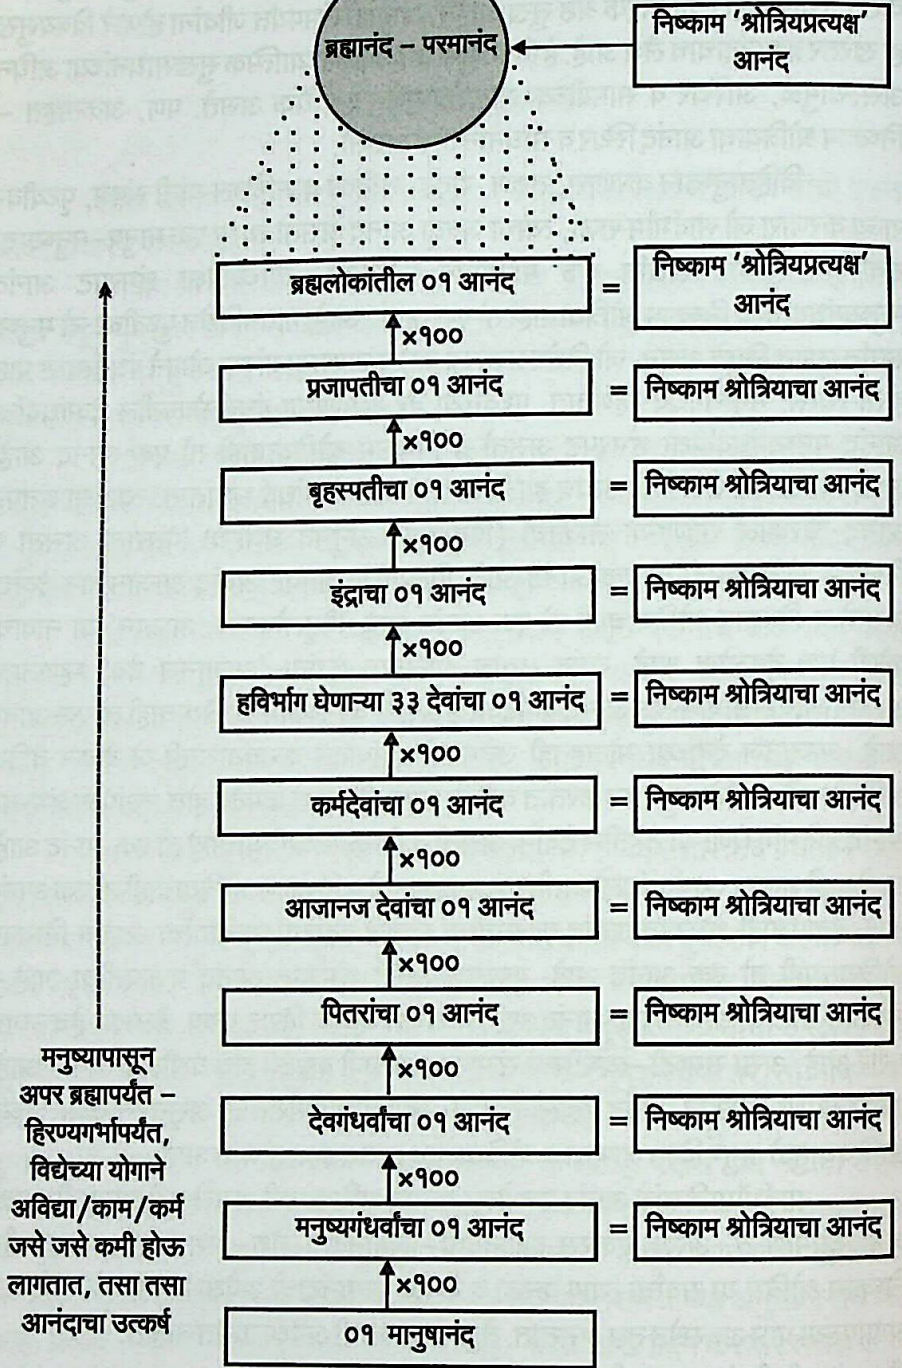 ब्रह्मानंद – परमानंद
निष्काम ‘श्रोत्रियप्रत्यक्ष’
आनंद
ब्रह्मलोकांतील ०१ आनंद
=
निष्काम ‘श्रोत्रियप्रत्यक्ष’
आनंद
×१००
प्रजापतीचा ०१ आनंद = निष्काम श्रोत्रियाचा आनंद
×१००
बृहस्पतीचा ०१ आनंद = निष्काम श्रोत्रियाचा आनंद
×१००
इंद्राचा ०१ आनंद = निष्काम श्रोत्रियाचा आनंद
×१००
हविर्भाग घेणाऱ्या ३३ देवांचा ०१ आनंद = निष्काम श्रोत्रियाचा आनंद
×१००
कर्मदेवांचा ०१ आनंद = निष्काम श्रोत्रियाचा आनंद
×१००
आजानज देवांचा ०१ आनंद = निष्काम श्रोत्रियाचा आनंद
×१००
पितरांचा ०१ आनंद = निष्काम श्रोत्रियाचा आनंद
×१००
देवगंधर्वांचा ०१ आनंद = निष्काम श्रोत्रियाचा आनंद
×१००
मनुष्यगंधर्वांचा ०१ आनंद = निष्काम श्रोत्रियाचा आनंद
×१००
०१ मानुषानंद
मनुष्यापासून
अपर ब्रह्मापर्यंत –
हिरण्यगर्भापर्यंत,
विद्येच्या योगाने
अविद्या/काम/कर्म
जसे जसे कमी होऊ
लागतात, तसा तसा
आनंदाचा उत्कर्ष